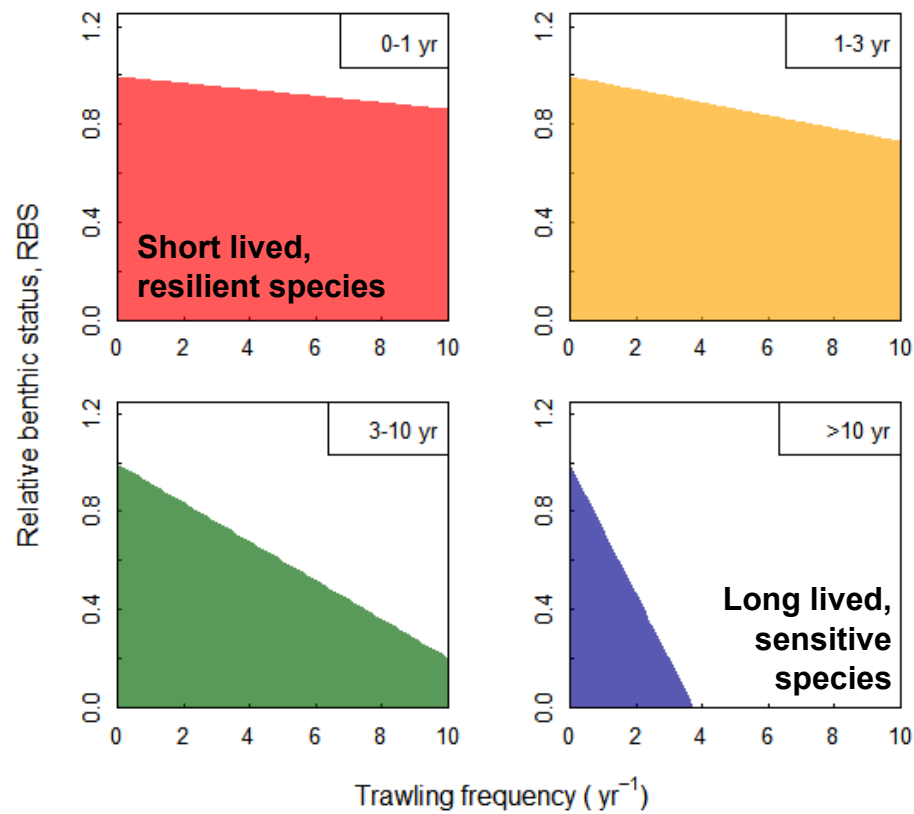 Relative benthic status, RBS
0-1 yr
0.0 0.4 0.8 1.2
Short lived,
resilient species
0 2 4 6 8 10
1-3 yr
0.0 0.4 0.8 1.2
0 2 4 6 8 10
3-10 yr
0.0 0.4 0.8 1.2
0 2 4 6 8 10
>10 yr
0.0 0.4 0.8 1.2
Long lived,
sensitive
species
0 2 4 6 8 10
Trawling frequency ( yr⁻¹)